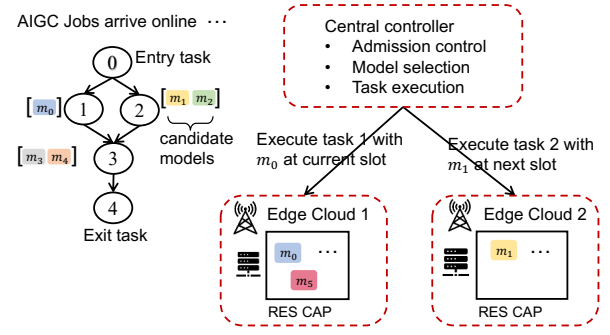 AIGC Jobs arrive online ⋯
0
Entry task
[m₀]
1
2
[m₁ m₂]
candidate
models
[m₃ m₄]
3
4
Exit task
Central controller
• Admission control
• Model selection
• Task execution
Execute task 1 with
m₀ at current slot
Execute task 2 with
m₁ at next slot
Edge Cloud 1
m₀ ⋯
m₅
RES CAP
Edge Cloud 2
m₁ ⋯
RES CAP